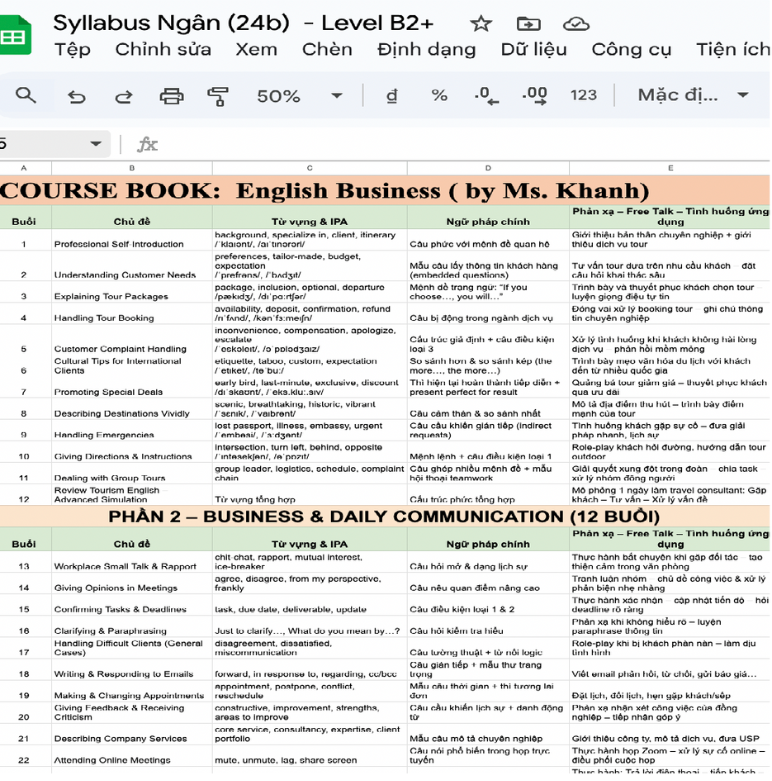 Syllabus Ngân (24b) - Level B2+
Tệp Chỉnh sửa Xem Chèn Định dạng Dữ liệu Công cụ Tiện ích
50% đ % .0 .00 123 Mặc đị...
5 fx
A B C D E
COURSE BOOK: English Business ( by Ms. Khanh)
Buổi Chủ đề Từ vựng & IPA Ngữ pháp chính Phản xạ – Free Talk – Tình huống ứng dụng
1 Professional Self-Introduction background, specialize in, client, itinerary /ˈklaɪənt/, /aɪˈtɪnərəri/ Câu phức với mệnh đề quan hệ Giới thiệu bản thân chuyên nghiệp + giới thiệu dịch vụ tour
2 Understanding Customer Needs preferences, tailor-made, budget, expectation /ˈprefrəns/, /ˈbʌdʒɪt/ Mẫu câu lấy thông tin khách hàng (embedded questions) Tư vấn tour dựa trên nhu cầu khách – đặt câu hỏi khai thác sâu
3 Explaining Tour Packages package, inclusion, optional, departure /pækɪdʒ/, /dɪˈpɑːrtʃər/ Mệnh đề trạng ngữ: "If you choose…, you will…" Trình bày và thuyết phục khách chọn tour – luyện giọng điệu tự tin
4 Handling Tour Booking availability, deposit, confirmation, refund /rɪˈfʌnd/, /kənˈfɜːmeɪʃn/ Câu bị động trong ngành dịch vụ Đóng vai xử lý booking tour – ghi chú thông tin chuyên nghiệp
5 Customer Complaint Handling inconvenience, compensation, apologize, escalate /ˈeskəleɪt/, /əˈpɒlədʒaɪz/ Cấu trúc giả định + câu điều kiện loại 3 Xử lý tình huống khi khách không hài lòng dịch vụ – phản hồi mềm mỏng
6 Cultural Tips for International Clients etiquette, taboo, custom, expectation /ˈetɪket/, /təˈbuː/ So sánh hơn & so sánh kép (the more…, the more…) Trình bày mẹo văn hóa du lịch với khách đến từ nhiều quốc gia
7 Promoting Special Deals early bird, last-minute, exclusive, discount /dɪˈskaʊnt/, /ˈeks.kluː.sɪv/ Thì hiện tại hoàn thành tiếp diễn + present perfect for result Quảng bá tour giảm giá – thuyết phục khách qua ưu đãi
8 Describing Destinations Vividly scenic, breathtaking, historic, vibrant /ˈsɛnɪk/, /ˈvaɪbrənt/ Câu cảm thán & so sánh nhất Mô tả địa điểm thu hút – trình bày điểm mạnh của tour
9 Handling Emergencies lost passport, illness, embassy, urgent /ˈembəsi/, /ˈɜːdʒənt/ Câu cầu khiến gián tiếp (indirect requests) Tình huống khách gặp sự cố – đưa giải pháp nhanh, lịch sự
10 Giving Directions & Instructions intersection, turn left, behind, opposite /ˈɪntəsekʃən/, /ˈɒpəzɪt/ Mệnh lệnh + câu điều kiện loại 1 Role-play khách hỏi đường, hướng dẫn tour outdoor
11 Dealing with Group Tours group leader, logistics, schedule, complaint chain Câu ghép nhiều mệnh đề + mẫu hội thoại teamwork Giải quyết xung đột trong đoàn – chia task – xử lý nhóm đông người
12 Review Tourism English – Advanced Simulation Từ vựng tổng hợp Cấu trúc phức tổng hợp Mô phỏng 1 ngày làm travel consultant: Gặp khách – Tư vấn – Xử lý vấn đề
PHẦN 2 – BUSINESS & DAILY COMMUNICATION (12 BUỔI)
Buổi Chủ đề Từ vựng & IPA Ngữ pháp chính Phản xạ – Free Talk – Tình huống ứng dụng
13 Workplace Small Talk & Rapport chit-chat, rapport, mutual interest, ice-breaker Câu hỏi mở & dạng lịch sự Thực hành bắt chuyện khi gặp đối tác – tạo thiện cảm trong văn phòng
14 Giving Opinions in Meetings agree, disagree, from my perspective, frankly Câu nêu quan điểm nâng cao Tranh luận nhóm – chủ đề công việc & xử lý phản biện nhẹ nhàng
15 Confirming Tasks & Deadlines task, due date, deliverable, update Câu điều kiện loại 1 & 2 Thực hành xác nhận – cập nhật tiến độ – hỏi deadline rõ ràng
16 Clarifying & Paraphrasing Just to clarify…, What do you mean by…? Câu hỏi kiểm tra hiểu Phản xạ khi không hiểu rõ – luyện paraphrase thông tin
17 Handling Difficult Clients (General Cases) disagreement, dissatisfied, miscommunication Câu tường thuật + từ nối logic Role-play khi bị khách phàn nàn – làm dịu tình hình
18 Writing & Responding to Emails forward, in response to, regarding, cc/bcc Câu gián tiếp + mẫu thư trang trọng Viết email phản hồi, từ chối, gửi báo giá…
19 Making & Changing Appointments appointment, postpone, conflict, reschedule Mẫu câu thời gian + thì tương lai đơn Đặt lịch, đổi lịch, hẹn gặp khách/sếp
20 Giving Feedback & Receiving Criticism constructive, improvement, strengths, areas to improve Câu cầu khiến lịch sự + danh động từ Phản xạ nhận xét công việc của đồng nghiệp – tiếp nhận góp ý
21 Describing Company Services core service, consultancy, expertise, client portfolio Mẫu câu mô tả chuyên nghiệp Giới thiệu công ty, mô tả dịch vụ, đưa USP
22 Attending Online Meetings mute, unmute, lag, share screen Câu nói phổ biến trong họp trực tuyến Thực hành họp Zoom – xử lý sự cố online – điều phối cuộc họp